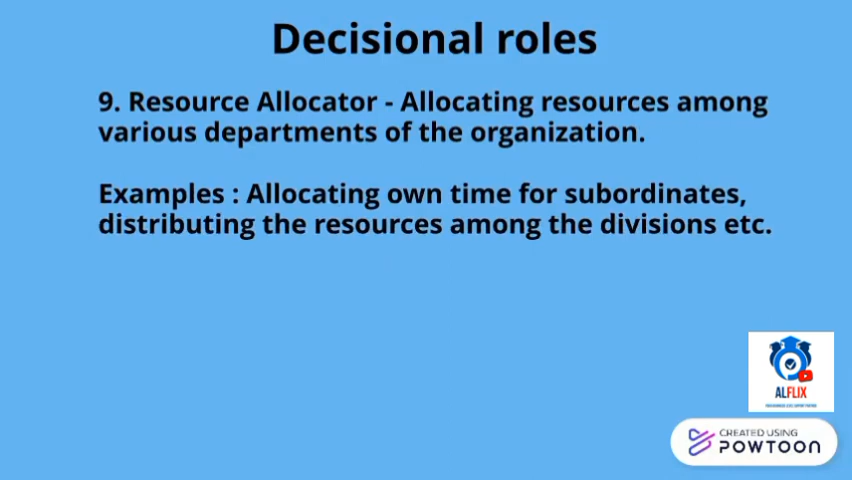 Decisional roles
9. Resource Allocator - Allocating resources among
various departments of the organization.
Examples : Allocating own time for subordinates,
distributing the resources among the divisions etc.
ALFLIX
CREATED USING
POWTOON